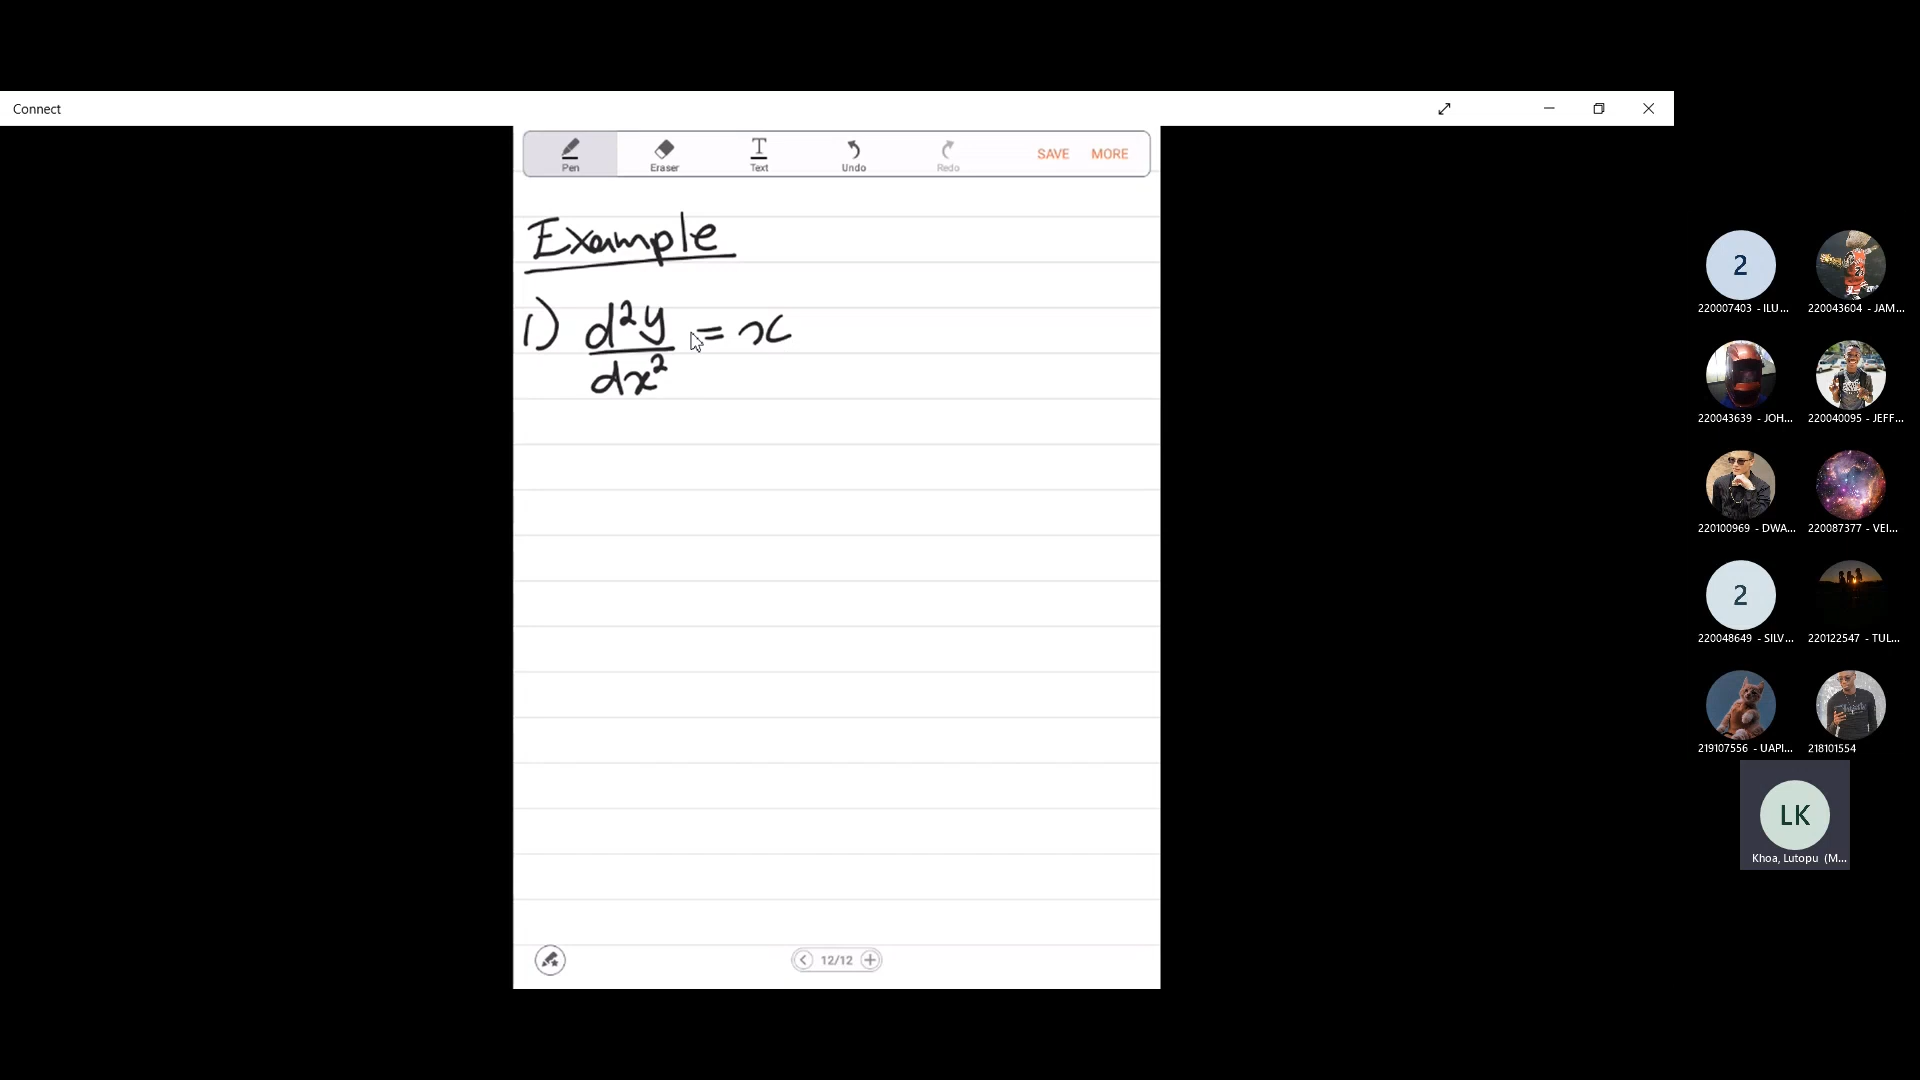 Connect
Pen Eraser Text Undo Redo SAVE MORE
Example
1) d²y/dx² = x
12/12
2
220007403 - ILU... 220043604 - JAM...
220043639 - JOH... 220040095 - JEFF...
220100969 - DWA... 220087377 - VEI...
2
220048649 - SILV... 220122547 - TUL...
219107556 - UAPI... 218101554
LK
Khoa, Lutopu (M...